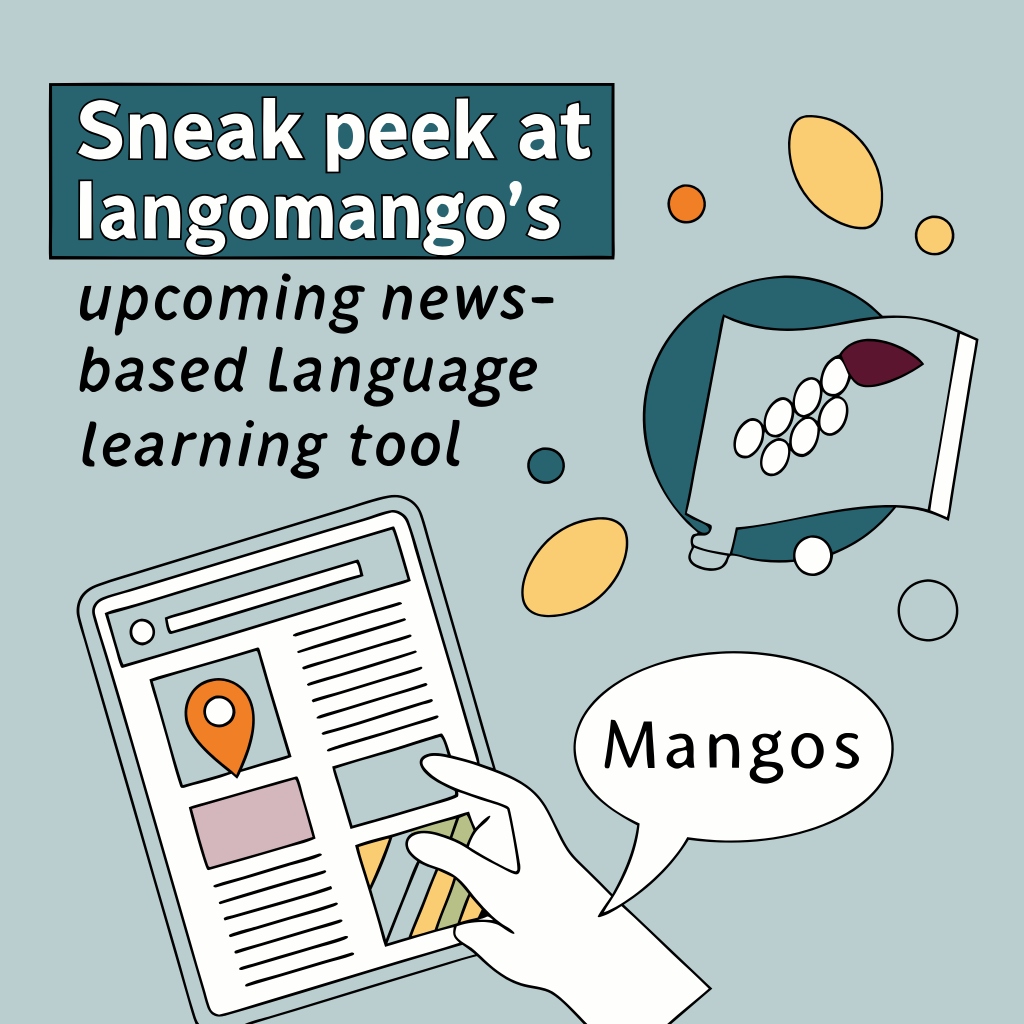 Sneak peek at
langomango's
upcoming news-
based Language
learning tool
Mangos